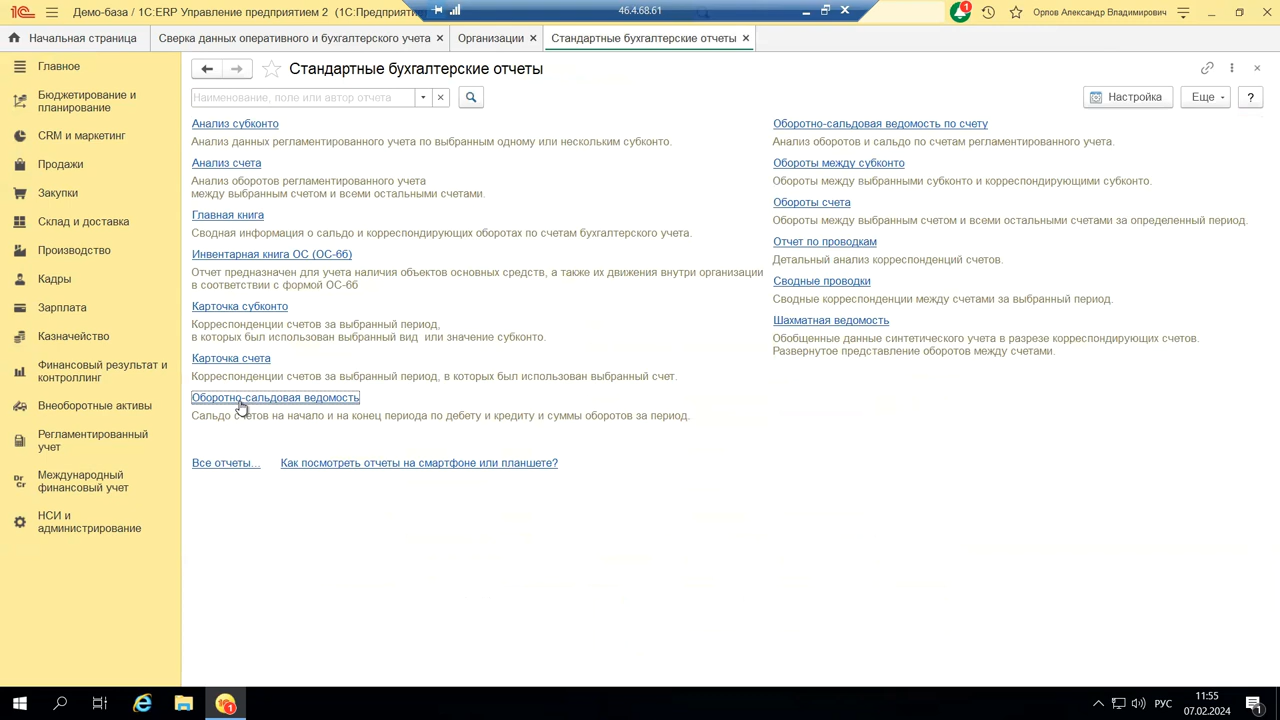 Демо-база / 1С:ERP Управление предприятием 2 (1С:Предприятие
46.4.68.61
1
Орлов Александр Владимирович
Начальная страница
Сверка данных оперативного и бухгалтерского учета
Организации
Стандартные бухгалтерские отчеты
Главное
Бюджетирование и
планирование
CRM и маркетинг
Продажи
Закупки
Склад и доставка
Производство
Кадры
Зарплата
Казначейство
Финансовый результат и
контроллинг
Внеоборотные активы
Регламентированный
учет
Dr
Cr
Международный
финансовый учет
НСИ и
администрирование
Стандартные бухгалтерские отчеты
Наименование, поле или автор отчета
Настройка
Еще
?
Анализ субконто
Анализ данных регламентированного учета по выбранным одному или нескольким субконто.
Анализ счета
Анализ оборотов регламентированного учета
между выбранным счетом и всеми остальными счетами.
Главная книга
Сводная информация о сальдо и корреспондирующих оборотах по счетам бухгалтерского учета.
Инвентарная книга ОС (ОС-6б)
Отчет предназначен для учета наличия объектов основных средств, а также их движения внутри организации
в соответствии с формой ОС-6б
Карточка субконто
Корреспонденции счетов за выбранный период,
в которых был использован выбранный вид или значение субконто.
Карточка счета
Корреспонденции счетов за выбранный период, в которых был использован выбранный счет.
Оборотно-сальдовая ведомость
Сальдо счетов на начало и на конец периода по дебету и кредиту и суммы оборотов за период.
Все отчеты...
Как посмотреть отчеты на смартфоне или планшете?
Оборотно-сальдовая ведомость по счету
Анализ оборотов и сальдо по счетам регламентированного учета.
Обороты между субконто
Обороты между выбранными субконто и корреспондирующими субконто.
Обороты счета
Обороты между выбранным счетом и всеми остальными счетами за определенный период.
Отчет по проводкам
Детальный анализ корреспонденций счетов.
Сводные проводки
Сводные корреспонденции между счетами за выбранный период.
Шахматная ведомость
Обобщенные данные синтетического учета в разрезе корреспондирующих счетов.
Развернутое представление оборотов между счетами.
1
РУС
11:55
07.02.2024
1